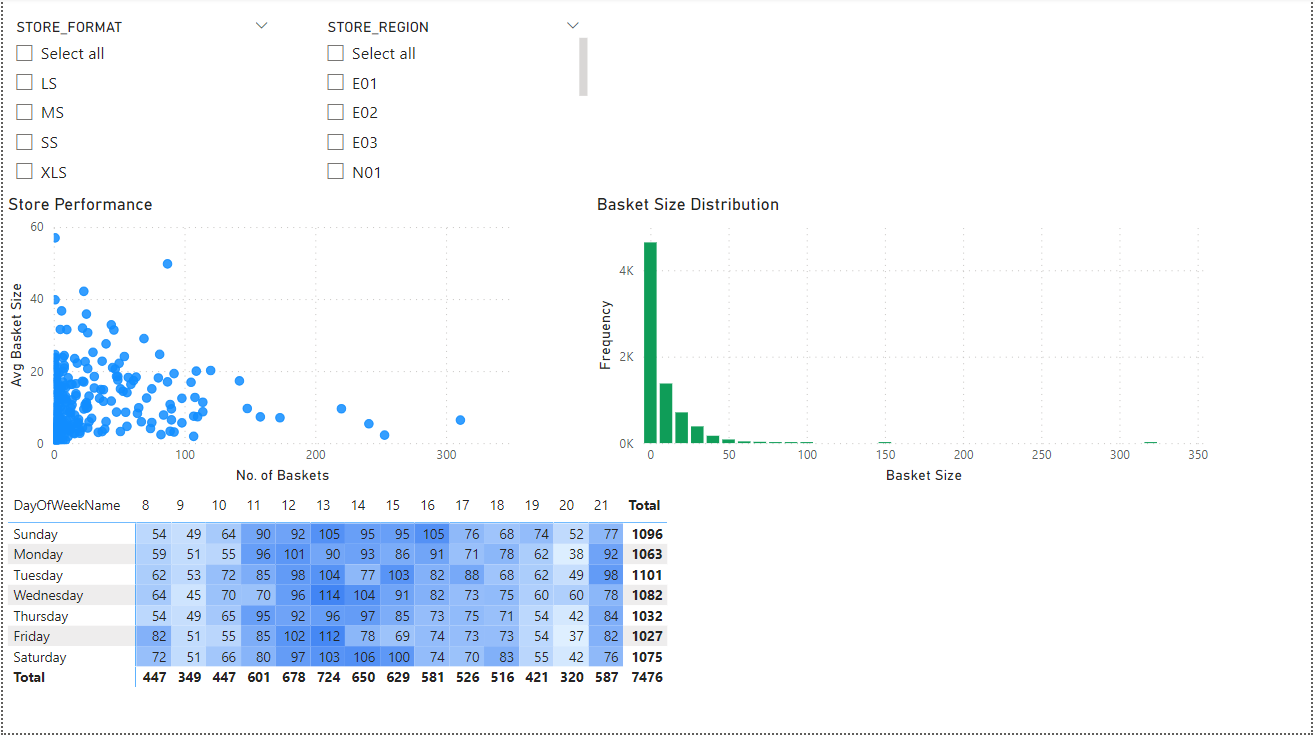 STORE_FORMAT STORE_REGION
Select all Select all
LS E01
MS E02
SS E03
XLS N01
Store Performance Basket Size Distribution
60
40
20
0
Avg Basket Size
0 100 200 300
No. of Baskets
4K
2K
0K
Frequency
0 50 100 150 200 250 300 350
Basket Size
DayOfWeekName 8 9 10 11 12 13 14 15 16 17 18 19 20 21 Total
Sunday 54 49 64 90 92 105 95 95 105 76 68 74 52 77 1096
Monday 59 51 55 96 101 90 93 86 91 71 78 62 38 92 1063
Tuesday 62 53 72 85 98 104 77 103 82 88 68 62 49 98 1101
Wednesday 64 45 70 70 96 114 104 91 82 73 75 60 60 78 1082
Thursday 54 49 65 95 92 96 97 85 73 75 71 54 42 84 1032
Friday 82 51 55 85 102 112 78 69 74 73 73 54 37 82 1027
Saturday 72 51 66 80 97 103 106 100 74 70 83 55 42 76 1075
Total 447 349 447 601 678 724 650 629 581 526 516 421 320 587 7476